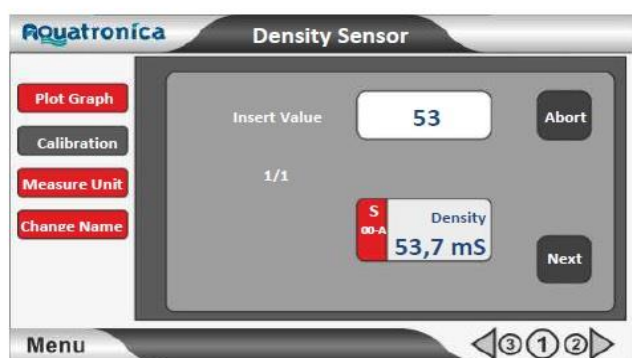 Aquatronica
Density Sensor
Plot Graph
Calibration
Measure Unit
Change Name
Insert Value
53
Abort
1/1
S
00-A
Density
53,7 mS
Next
Menu
3 1 2